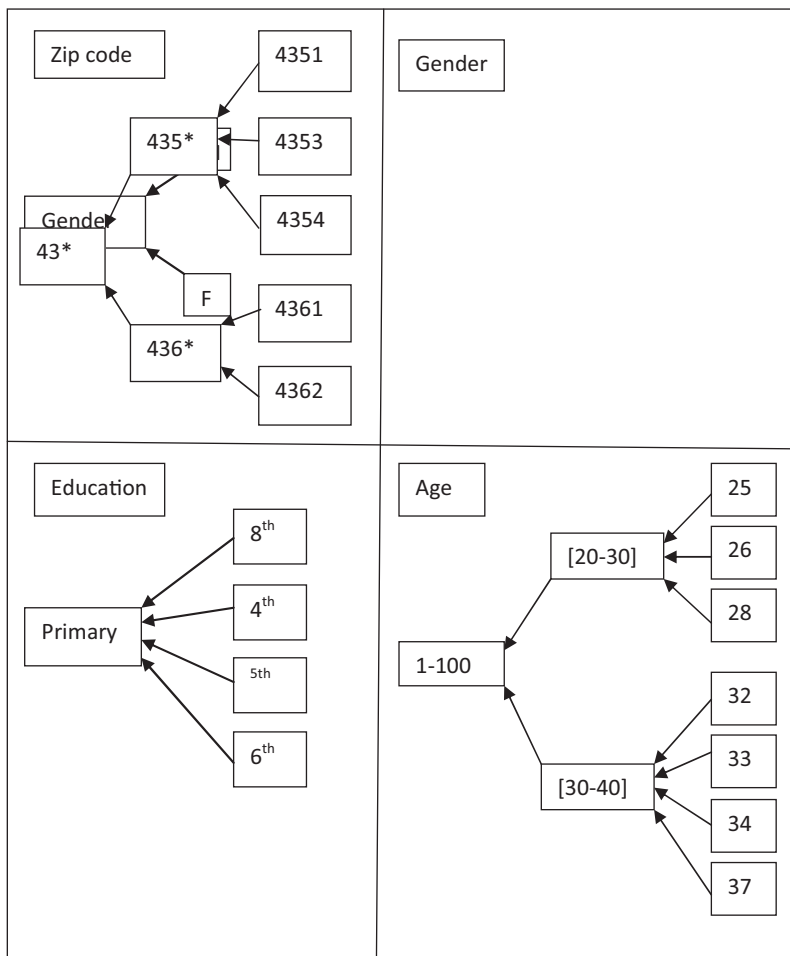 Zip code
4351
435*
4353
4354
Gende
43*
F
4361
436*
4362
Gender
Education
8th
4th
Primary
5th
6th
Age
25
[20-30]
26
28
1-100
32
33
[30-40]
34
37